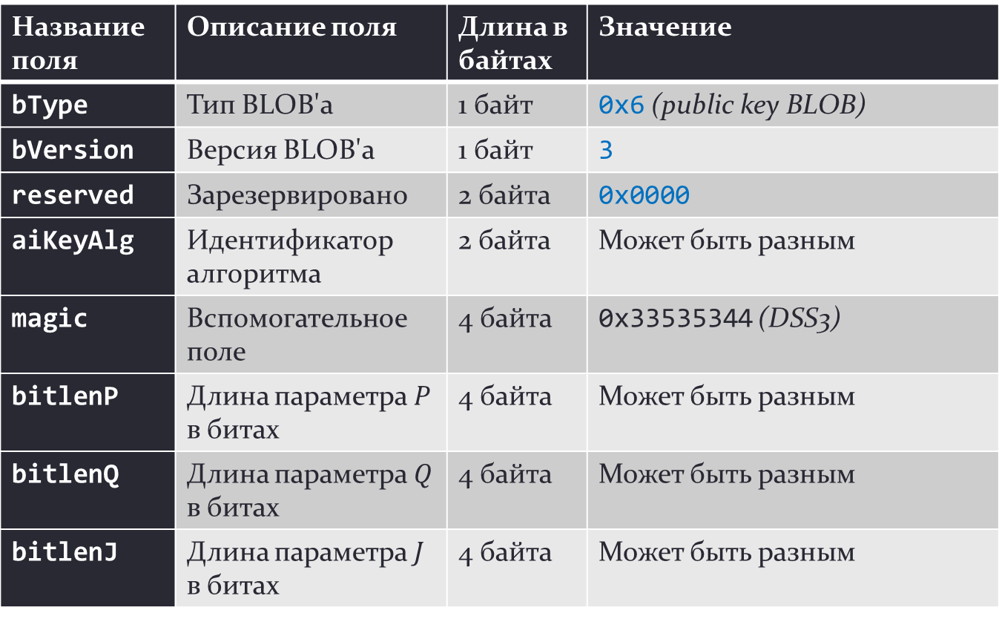 Название Описание поля Длина в Значение
поля байтах
bType Тип BLOB'а 1 байт 0x6 (public key BLOB)
bVersion Версия BLOB'а 1 байт 3
reserved Зарезервировано 2 байта 0x0000
aiKeyAlg Идентификатор 2 байта Может быть разным
алгоритма
magic Вспомогательное 4 байта 0x33535344 (DSS3)
поле
bitlenP Длина параметра P 4 байта Может быть разным
в битах
bitlenQ Длина параметра Q 4 байта Может быть разным
в битах
bitlenJ Длина параметра J 4 байта Может быть разным
в битах